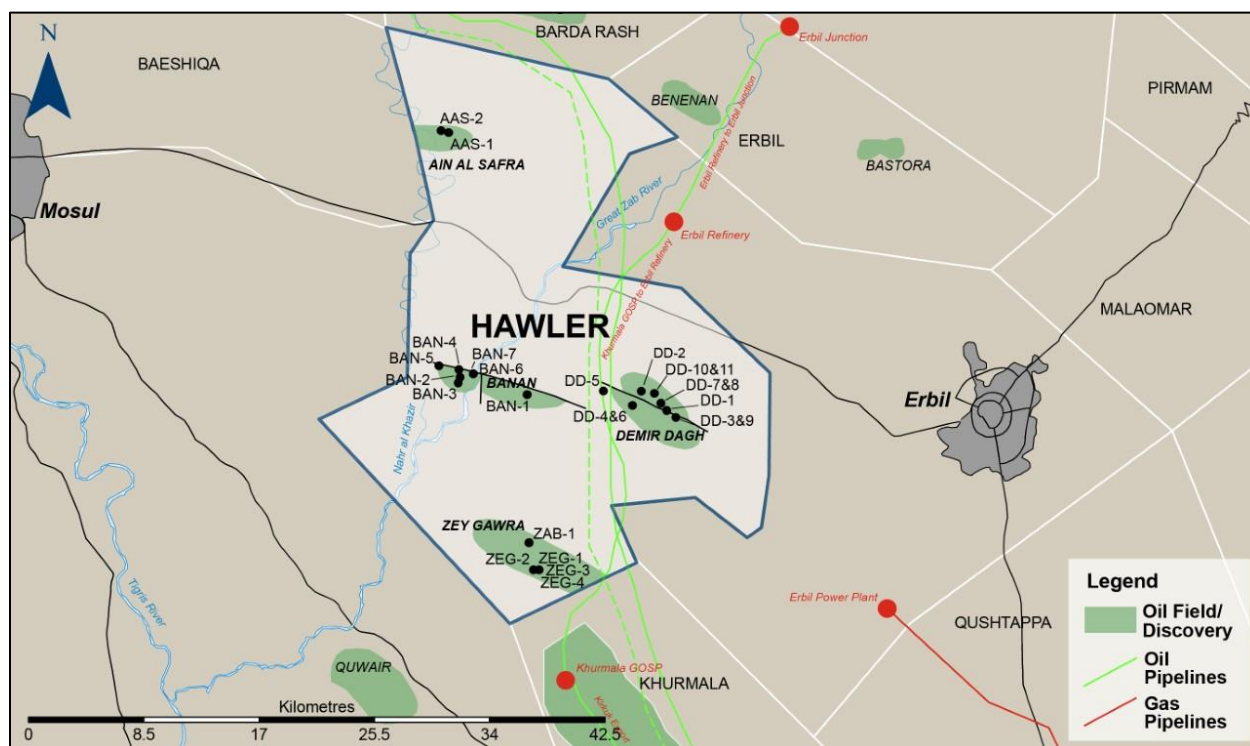 N
BARDA RASH
Erbil Junction
BAESHIQA
PIRMAM
BENENAN
AAS-2
AAS-1
AIN AL SAFRA
ERBIL
Erbil Refinery to Erbil Junction
BASTORA
Mosul
Great Zab River
Erbil Refinery
Khurmala GOSP to Erbil Refinery
MALAOMAR
HAWLER
BAN-4
BAN-7
BAN-5
BAN-6
BAN-2
BANAN
BAN-3
BAN-1
DD-2
DD-10&11
DD-5
DD-7&8
DD-1
DD-4&6
DD-3&9
DEMIR DAGH
Erbil
Nahr al Khazir
ZEY GAWRA
ZAB-1
ZEG-2
ZEG-1
ZEG-3
ZEG-4
Tigris River
Erbil Power Plant
QUSHTAPPA
QUWAIR
Khurmala GOSP
KHURMALA
Kirkuk Export
Legend
Oil Field/
Discovery
Oil
Pipelines
Gas
Pipelines
Kilometres
0 8.5 17 25.5 34 42.5